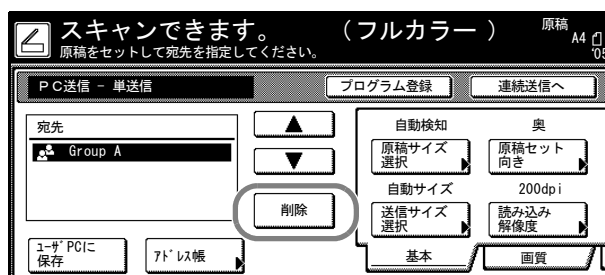 スキャンできます。 （フルカラー ） 原稿
原稿をセットして宛先を指定してください。 A4
'05
PC送信 - 単送信 プログラム登録 連続送信へ
宛先
Group A
削除
ﾕｰｻﾞPCに
保存
ｱﾄﾞﾚｽ帳
自動検知 奥
原稿サイズ
選択
原稿セット
向き
自動サイズ 200dpi
送信サイズ
選択
読み込み
解像度
基本 画質